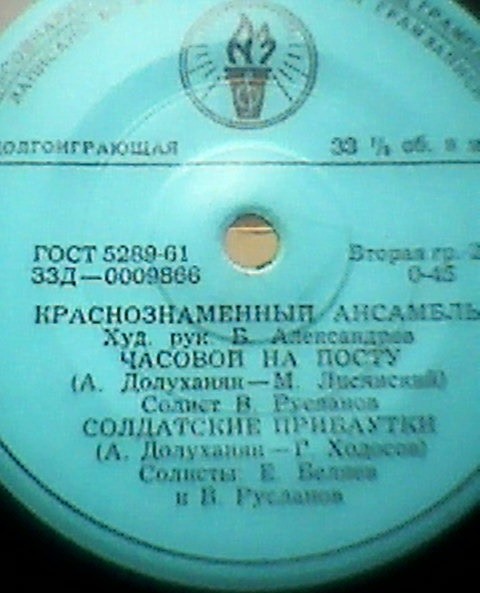 ДОЛГОИГРАЮЩАЯ
33 ⅓ об. в
ГОСТ 5289-61
33Д—0009866
Вторая гр.
0-45
КРАСНОЗНАМЕННЫЙ АНСАМБЛЬ
Худ. рук. Б. Александров
ЧАСОВОЙ НА ПОСТУ
(А. Долуханян—М. Лисянский)
Солист В. Русланов
СОЛДАТСКИЕ ПРИБАУТКИ
(А. Долуханян—Г. Ходосов)
Солисты: Е. Беляев
и В. Русланов